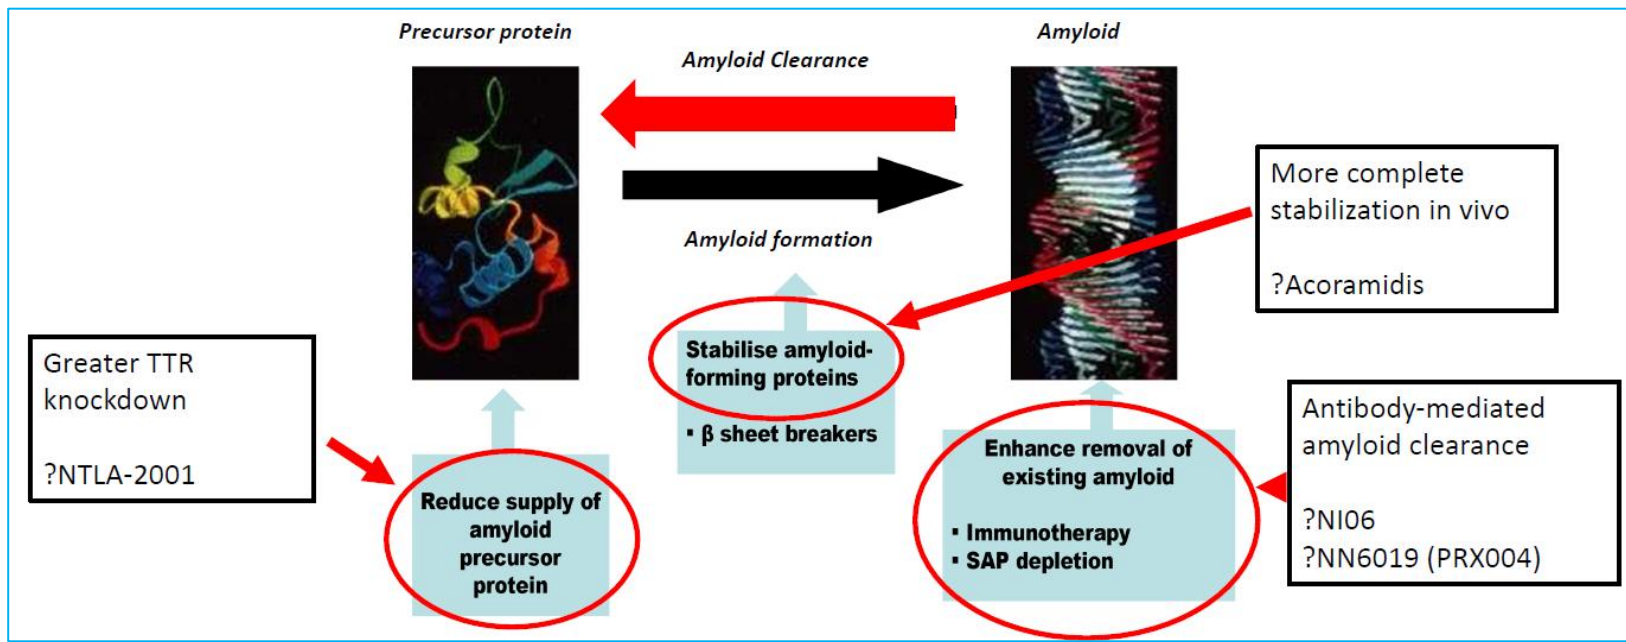 Precursor protein
Amyloid
Amyloid Clearance
Amyloid formation
More complete
stabilization in vivo
?Acoramidis
Greater TTR
knockdown
?NTLA-2001
Stabilise amyloid-
forming proteins
▪ β sheet breakers
Reduce supply of
amyloid
precursor
protein
Enhance removal of
existing amyloid
▪ Immunotherapy
▪ SAP depletion
Antibody-mediated
amyloid clearance
?NI06
?NN6019 (PRX004)